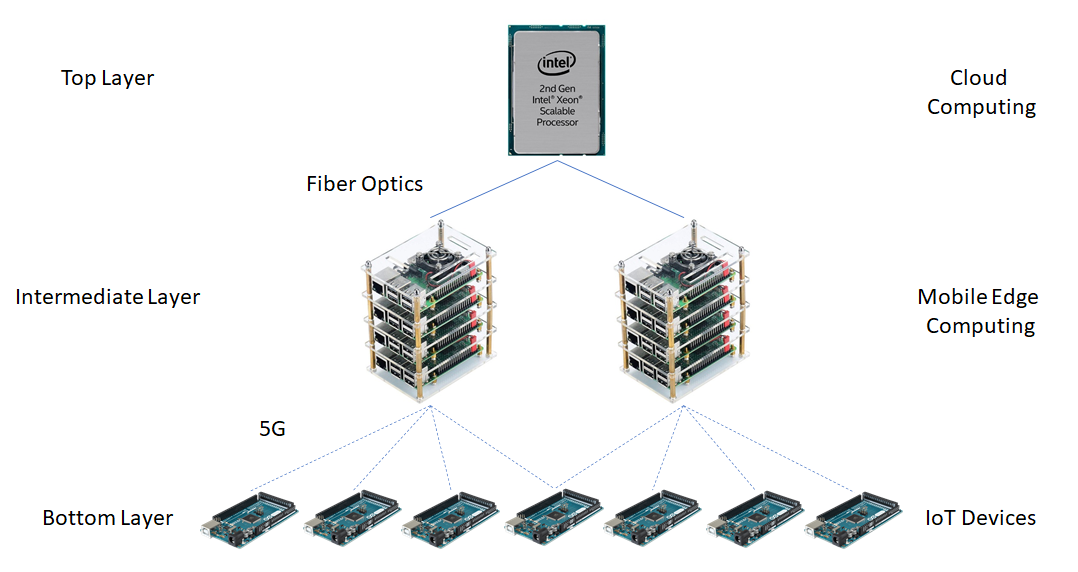 Top Layer
intel
2nd Gen
Intel® Xeon®
Scalable
Processor
Cloud
Computing
Fiber Optics
Intermediate Layer
Mobile Edge
Computing
5G
Bottom Layer
IoT Devices